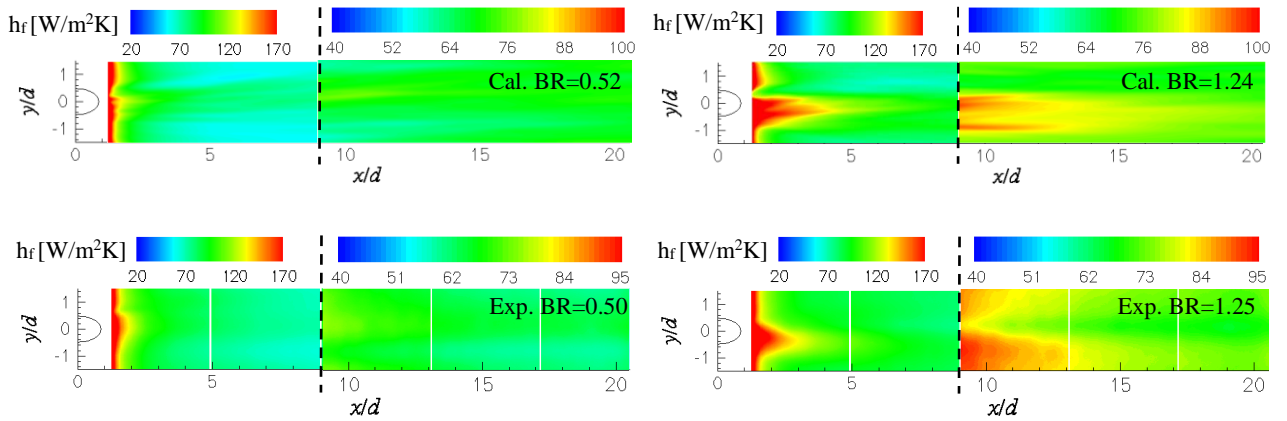 hf [W/m²K]
20 70 120 170
40 52 64 76 88 100
y/d
1
0
-1
Cal. BR=0.52
0 5 10 15 20
x/d
hf [W/m²K]
20 70 120 170
40 52 64 76 88 100
y/d
1
0
-1
Cal. BR=1.24
0 5 10 15 20
x/d
hf [W/m²K]
20 70 120 170
40 51 62 73 84 95
y/d
1
0
-1
Exp. BR=0.50
0 5 10 15 20
x/d
hf [W/m²K]
20 70 120 170
40 51 62 73 84 95
y/d
1
0
-1
Exp. BR=1.25
0 5 10 15 20
x/d